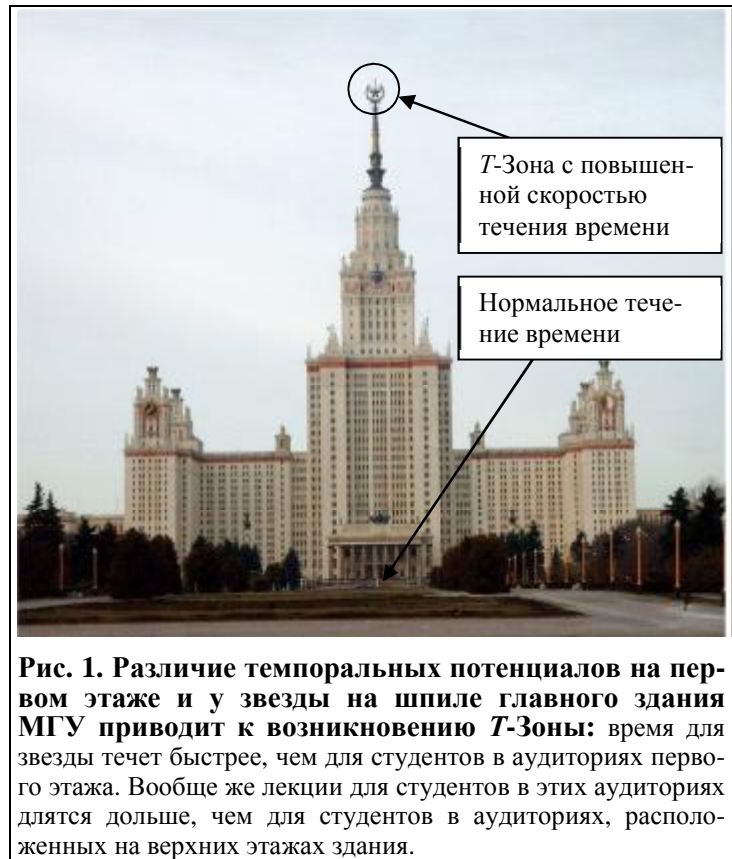 Т-Зона с повышен-
ной скоростью
течения времени
Нормальное тече-
ние времени
Рис. 1. Различие темпоральных потенциалов на пер-
вом этаже и у звезды на шпиле главного здания
МГУ приводит к возникновению Т-Зоны: время для
звезды течет быстрее, чем для студентов в аудиториях перво-
го этажа. Вообще же лекции для студентов в этих аудиториях
длятся дольше, чем для студентов в аудиториях, располо-
женных на верхних этажах здания.